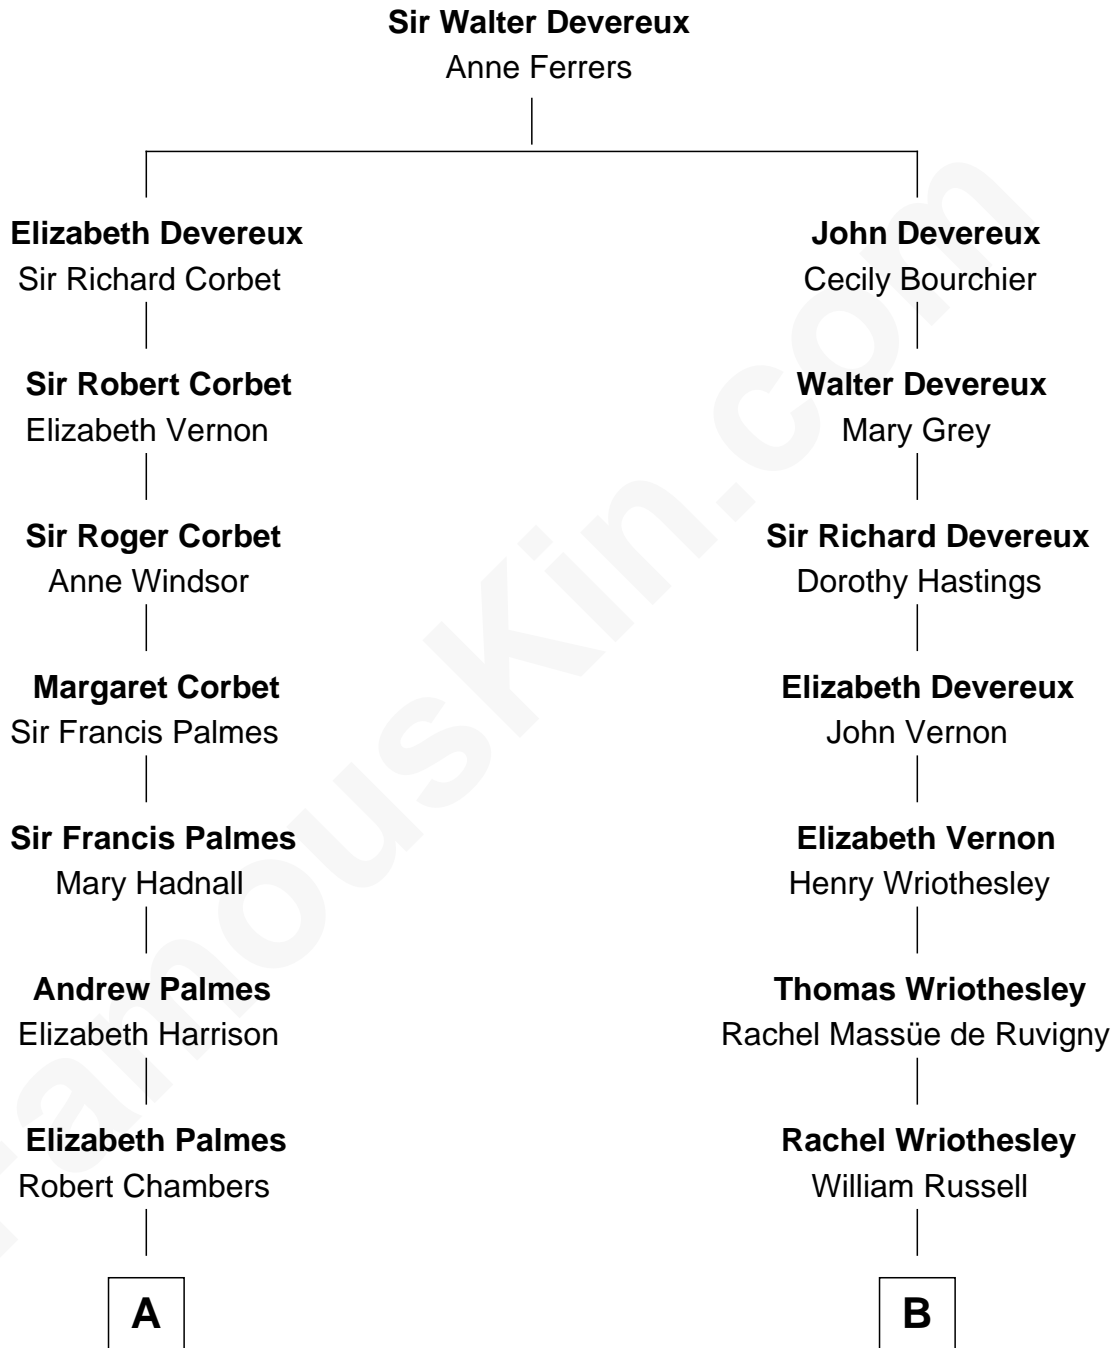 Sir Walter Devereux
Anne Ferrers
Elizabeth Devereux
Sir Richard Corbet
John Devereux
Cecily Bourchier
Sir Robert Corbet
Elizabeth Vernon
Walter Devereux
Mary Grey
Sir Roger Corbet
Anne Windsor
Sir Richard Devereux
Dorothy Hastings
Margaret Corbet
Sir Francis Palmes
Elizabeth Devereux
John Vernon
Sir Francis Palmes
Mary Hadnall
Elizabeth Vernon
Henry Wriothesley
Andrew Palmes
Elizabeth Harrison
Thomas Wriothesley
Rachel Massüe de Ruvigny
Elizabeth Palmes
Robert Chambers
Rachel Wriothesley
William Russell
A
B
FamousKin.com